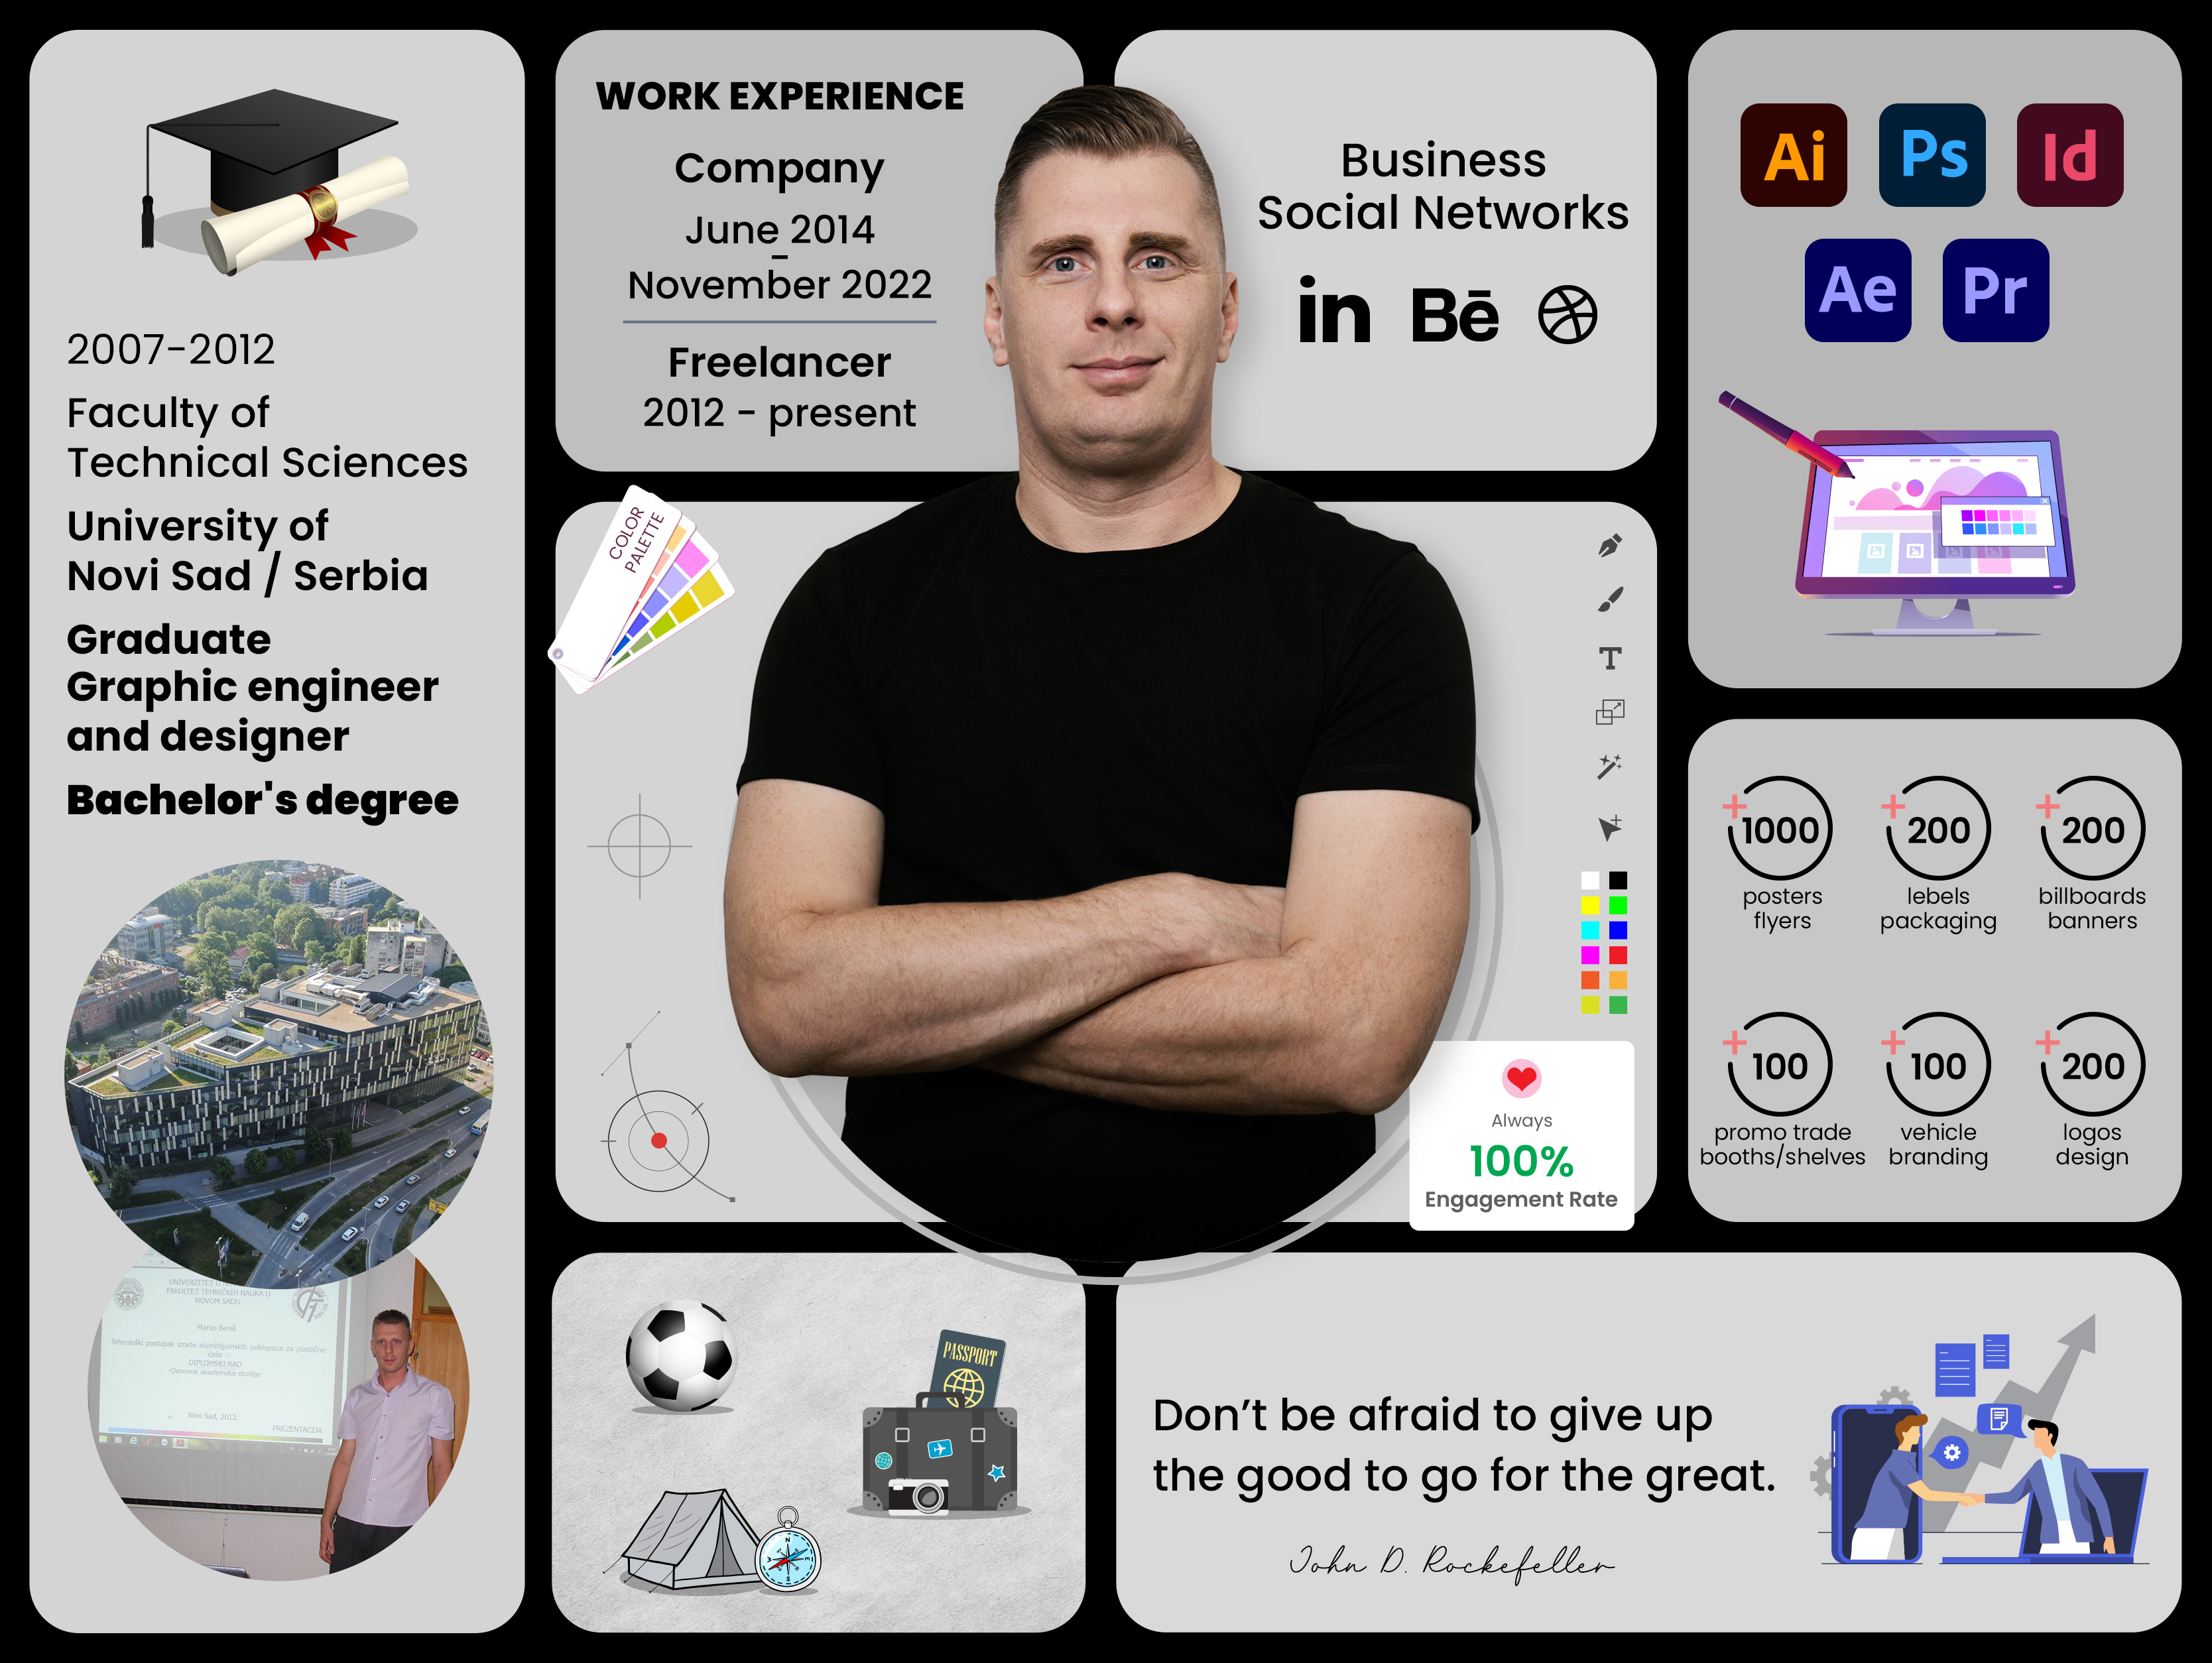 2007-2012
Faculty of
Technical Sciences
University of
Novi Sad / Serbia
Graduate
Graphic engineer
and designer
Bachelor's degree
FAKULTET TEHNIČKIH NAUKA U
NOVOM SADU
Marko
Tehnološki postupak izrade aluminijumskih poklopaca za plastične
čaše
DIPLOMSKI RAD
-Osnovne akademske studije-
Novi Sad, 2012.
PREZENTACIJA
WORK EXPERIENCE
Company
June 2014
–
November 2022
Freelancer
2012 - present
Business
Social Networks
in Bē
COLOR
PALETTE
T
Always
100%
Engagement Rate
Ai Ps Id
Ae Pr
+1000
posters
flyers
+200
lebels
packaging
+200
billboards
banners
+100
promo trade
booths/shelves
+100
vehicle
branding
+200
logos
design
PASSPORT
Don’t be afraid to give up
the good to go for the great.
John D. Rockefeller